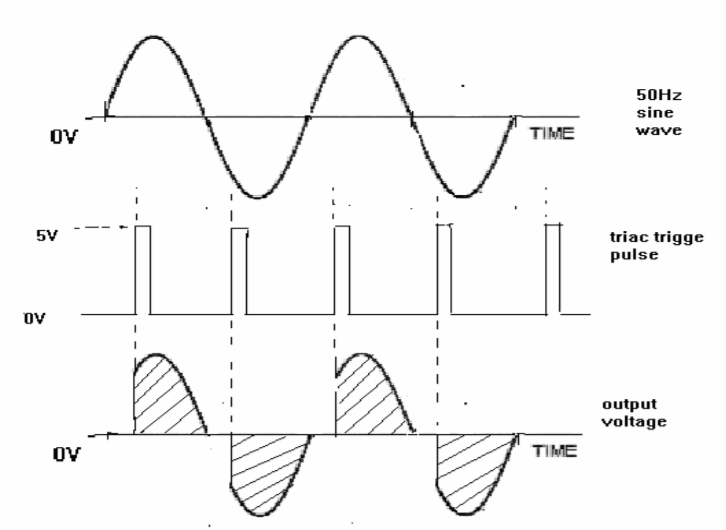 50Hz
sine
wave
0V
TIME
5V
triac trigge
pulse
0V
output
voltage
0V
TIME